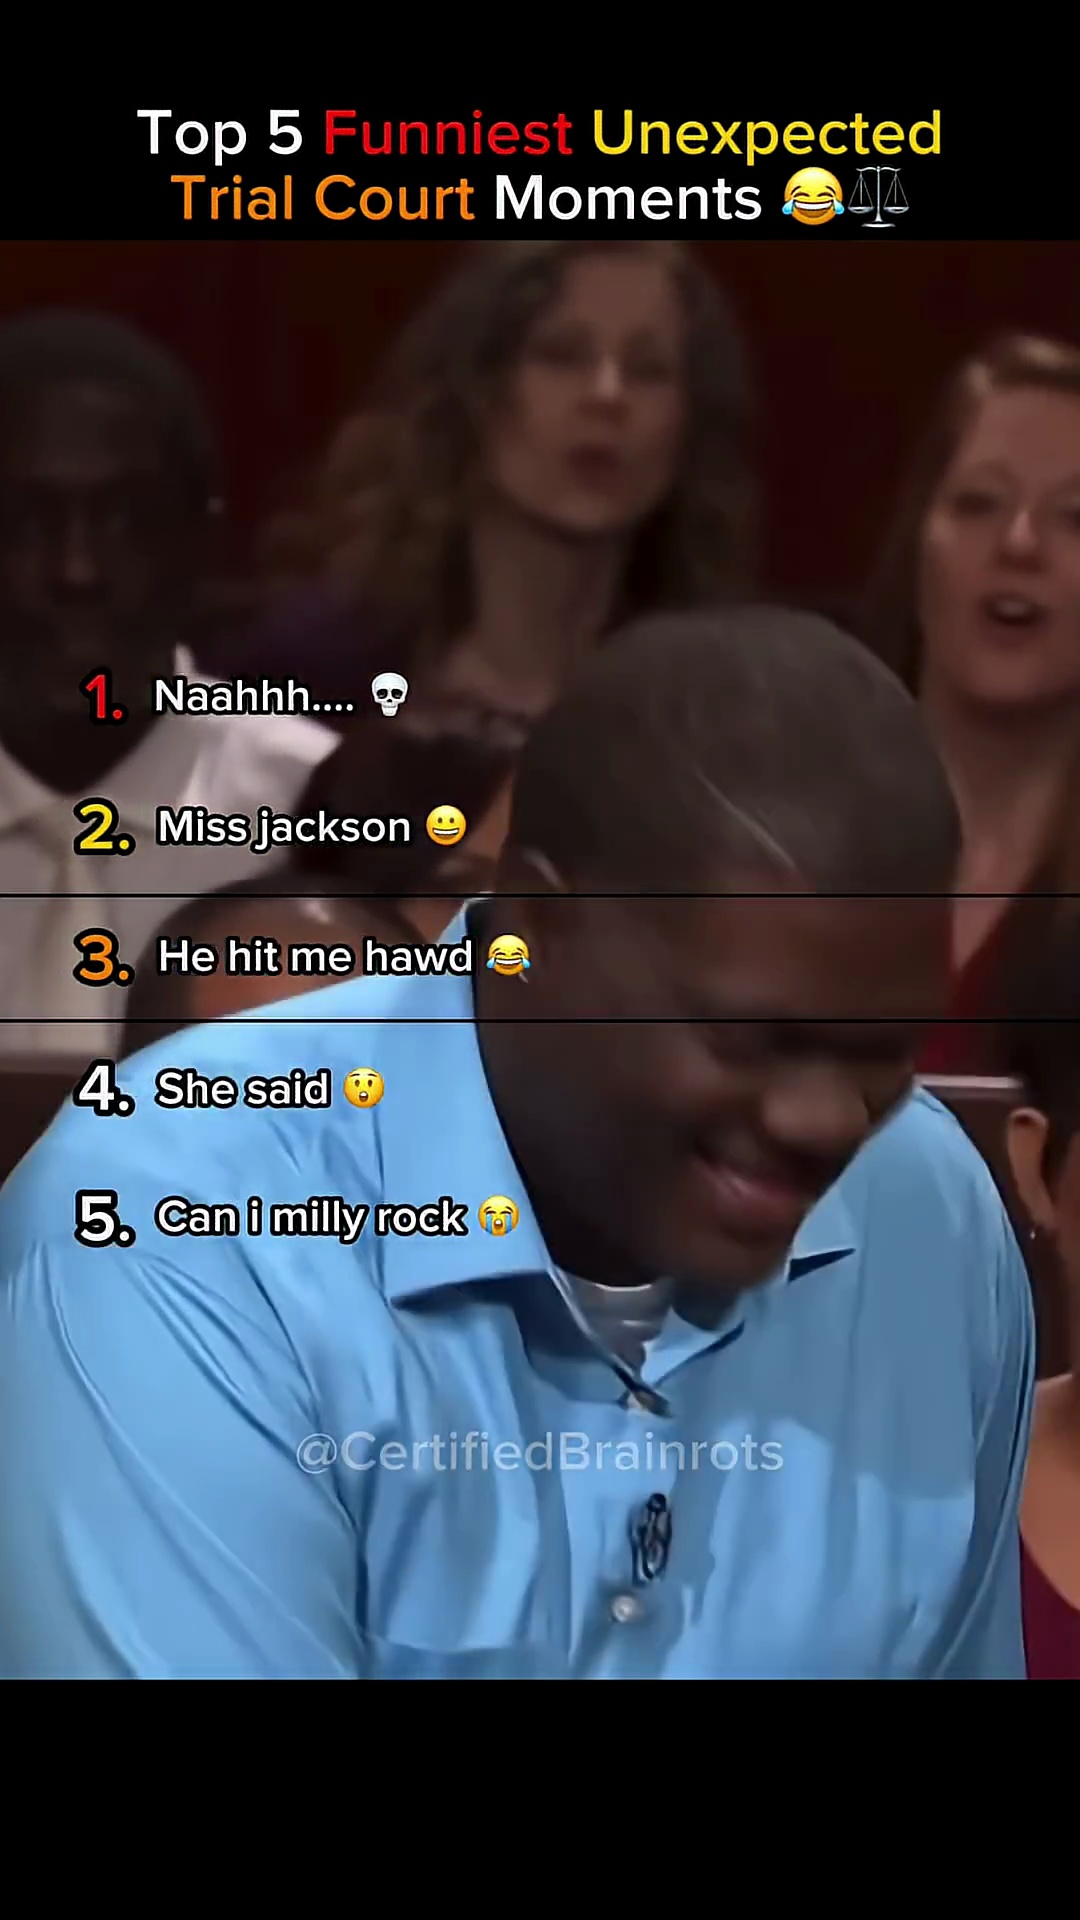 Top 5 Funniest Unexpected
Trial Court Moments 😂⚖️
1. Naahhh.... 💀
2. Miss jackson 😀
3. He hit me hawd 😂
4. She said 😲
5. Can i milly rock 😭
@CertifiedBrainrots